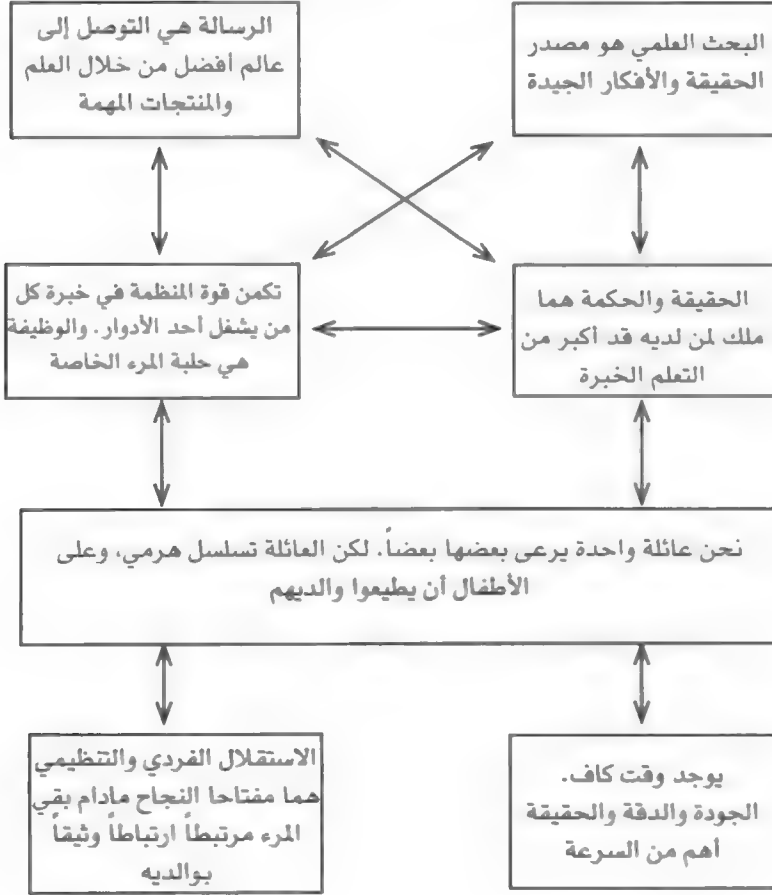 البحث العلمي هو مصدر
الحقيقة والأفكار الجيدة
الرسالة هي التوصل إلى
عالم أفضل من خلال العلم
والمنتجات المهمة
الحقيقة والحكمة هما
ملك لمن لديه قد أكبر من
التعلم الخبرة
تكمن قوة المنظمة في خبرة كل
من يشغل أحد الأدوار. والوظيفة
هي حلبة المرء الخاصة
نحن عائلة واحدة يرعى بعضها بعضاً. لكن العائلة تسلسل هرمي، وعلى
الأطفال أن يطيعوا والديهم
يوجد وقت كاف.
الجودة والدقة والحقيقة
أهم من السرعة
الاستقلال الفردي والتنظيمي
هما مفتاحا النجاح مادام بقي
المرء مرتبطاً ارتباطاً وثيقاً
بوالديه